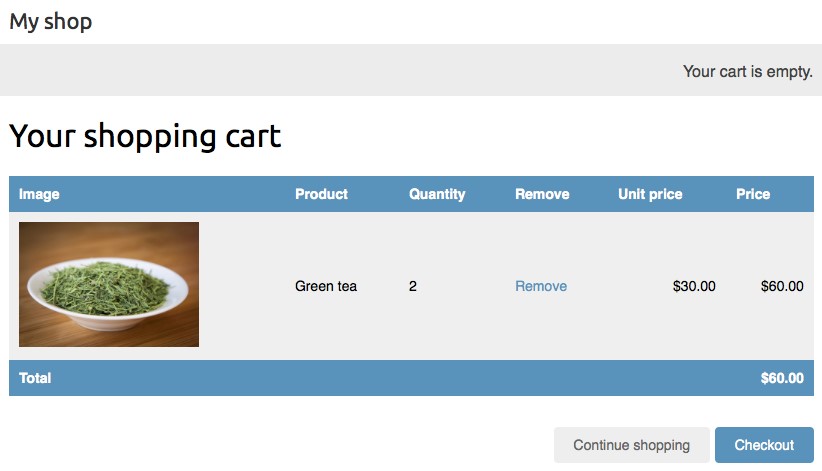 My shop
Your cart is empty.
Your shopping cart
Image Product Quantity Remove Unit price Price
Green tea 2 Remove $30.00 $60.00
Total $60.00
Continue shopping Checkout